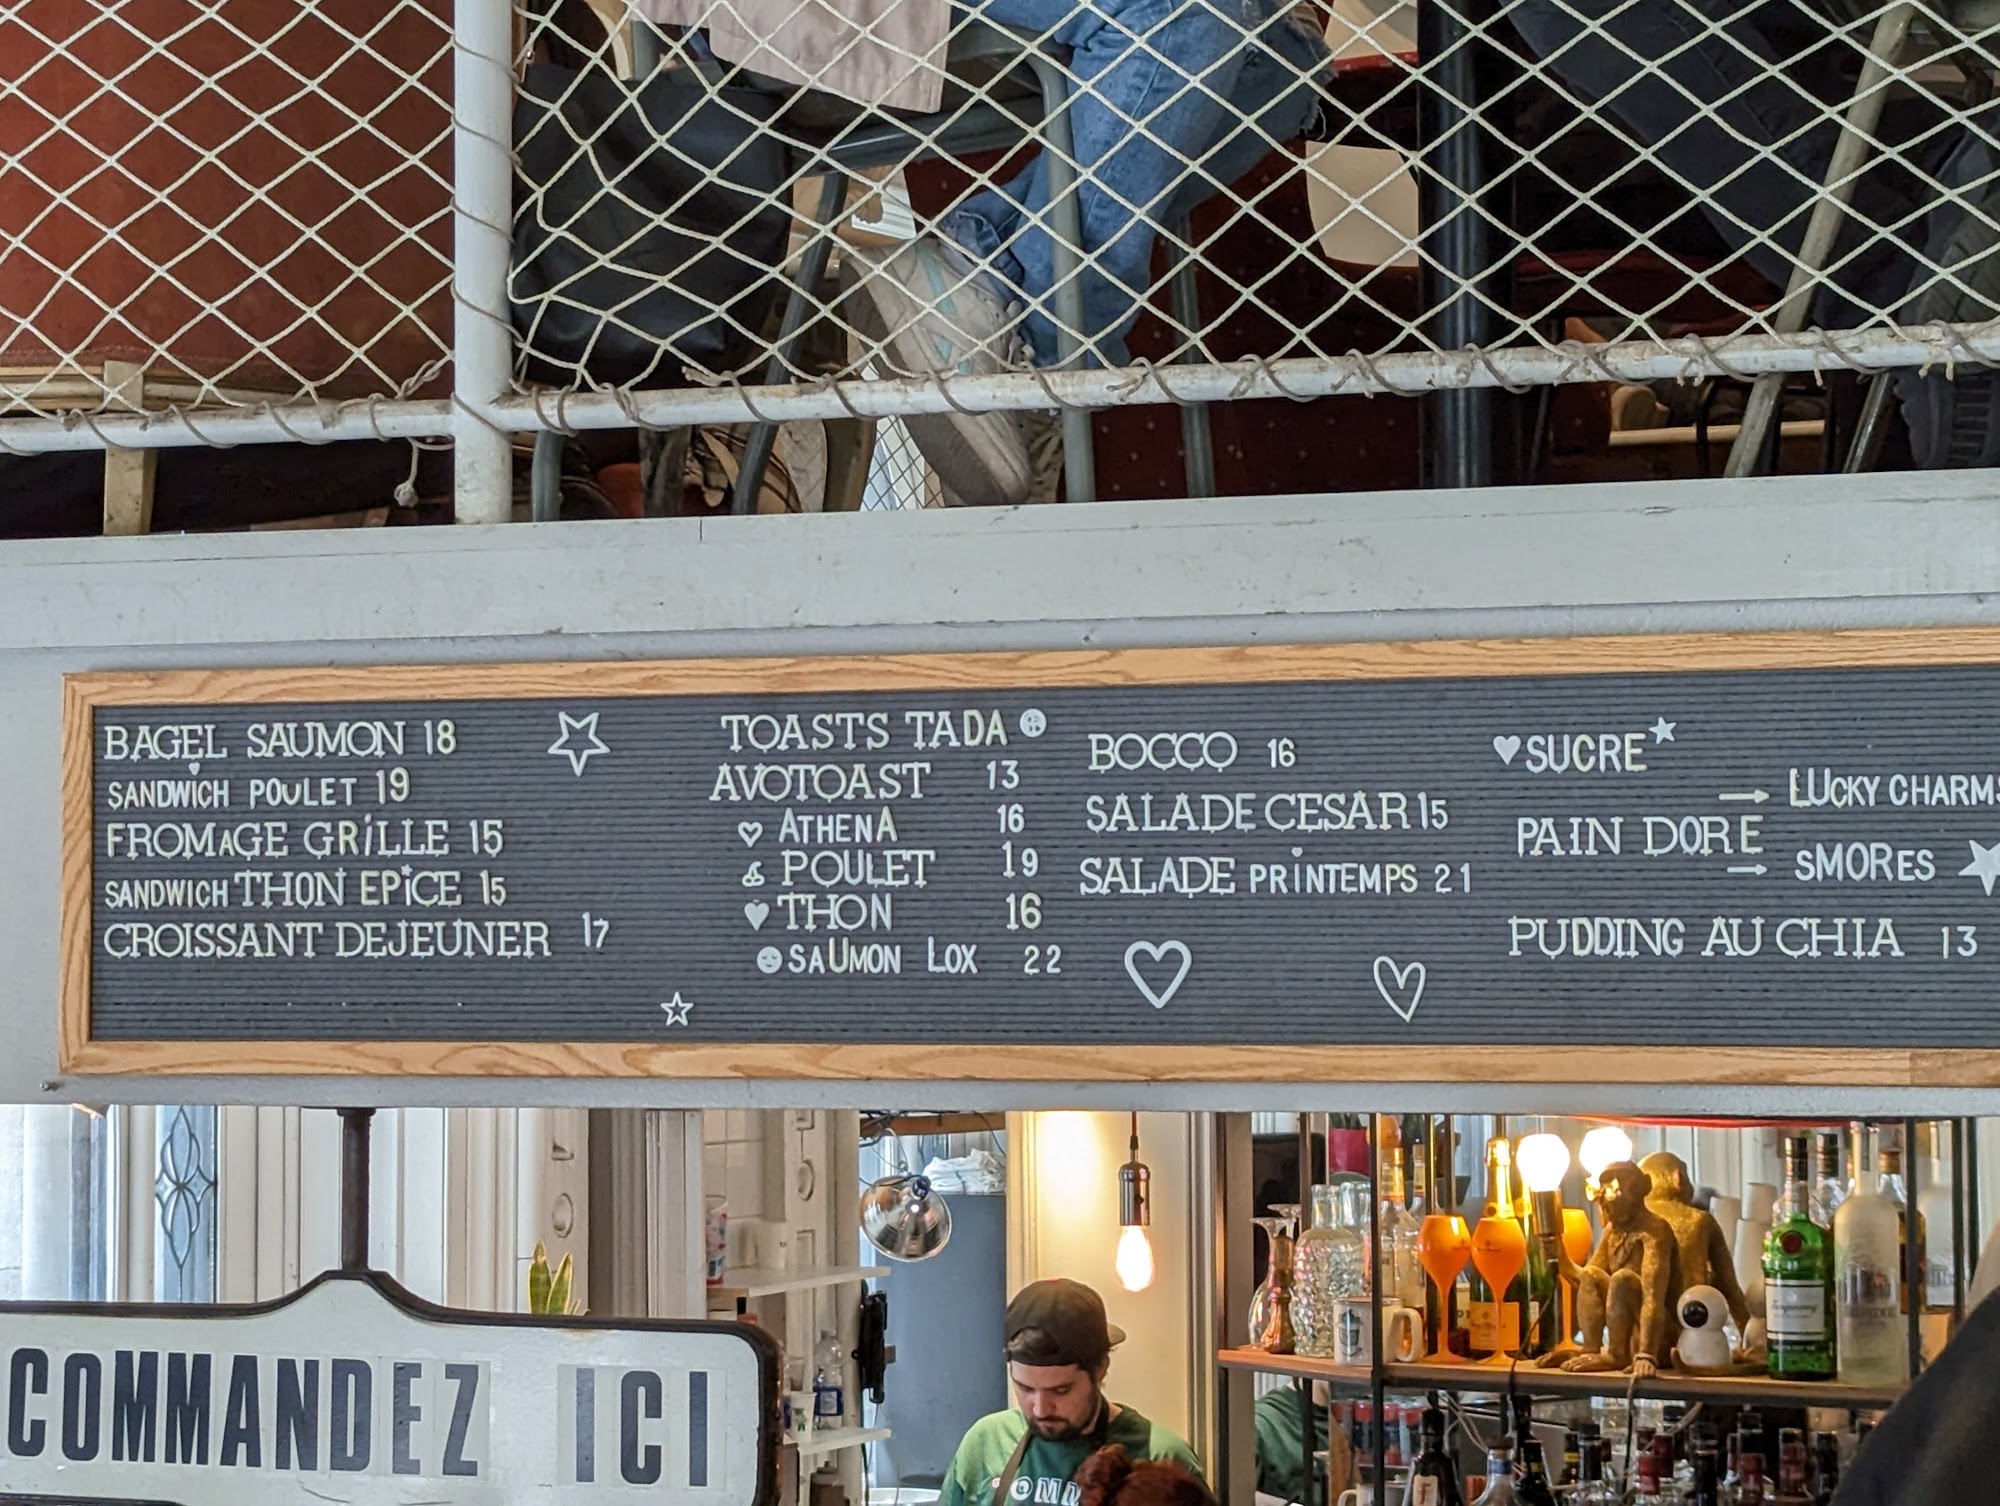 BAGEL SAUMON 18
SANDWICH POULET 19
FROMAGE GRiLLE 15
SANDWICH THON EPiCE 15
CROISSANT DEJEUNER 17
TOASTS TADA
AVOTOAST 13
ATHENA 16
POULET 19
THON 16
SAUMON LOX 22
BOCCO 16
SALADE CESAR 15
SALADE PRiNTEMPS 21
SUCRE
LUCKY CHARMS
PAIN DORE
SMORES
PUDDING AU CHIA 13
COMMANDEZ ICI